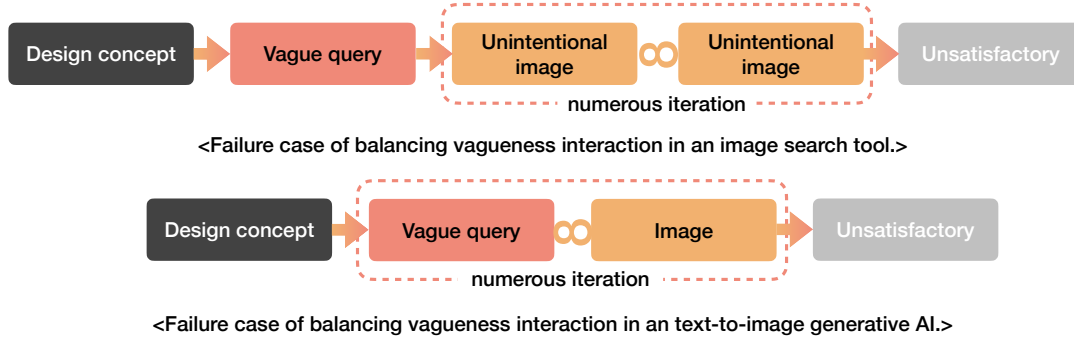 Design concept
Vague query
Unintentional
image
∞
Unintentional
image
Unsatisfactory
numerous iteration
<Failure case of balancing vagueness interaction in an image search tool.>
Design concept
Vague query
∞
Image
Unsatisfactory
numerous iteration
<Failure case of balancing vagueness interaction in an text-to-image generative AI.>